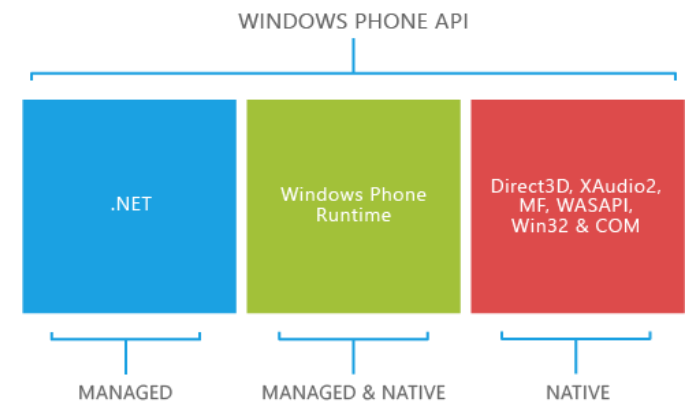 WINDOWS PHONE API
.NET
Windows Phone
Runtime
Direct3D, XAudio2,
MF, WASAPI,
Win32 & COM
MANAGED
MANAGED & NATIVE
NATIVE